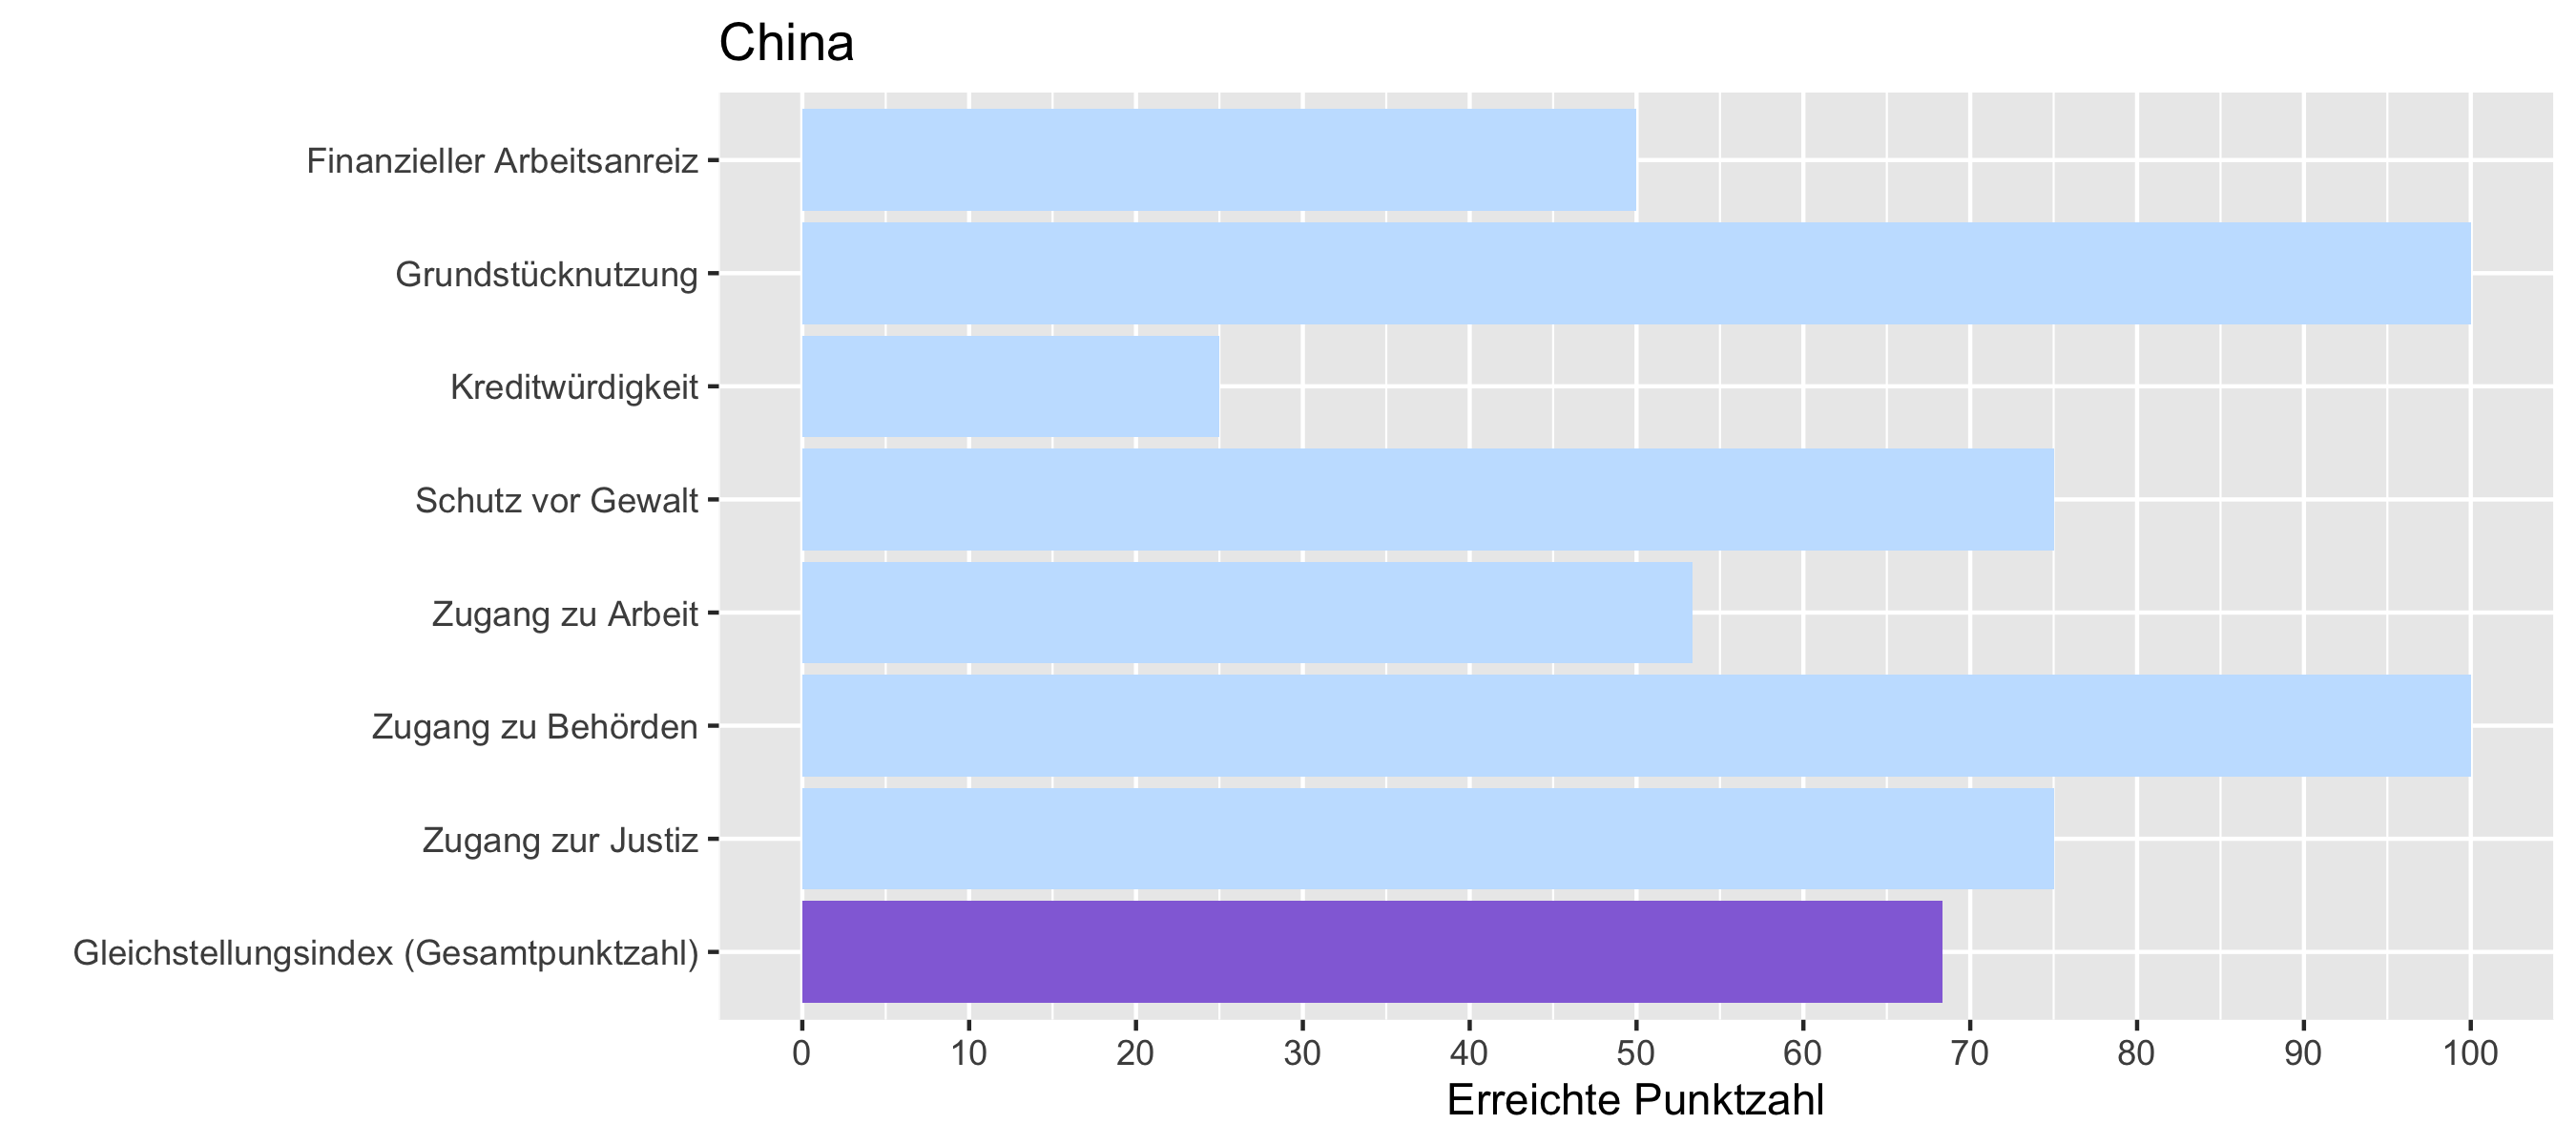 China
Finanzieller Arbeitsanreiz
Grundstücknutzung
Kreditwürdigkeit
Schutz vor Gewalt
Zugang zu Arbeit
Zugang zu Behörden
Zugang zur Justiz
Gleichstellungsindex (Gesamtpunktzahl)
0 10 20 30 40 50 60 70 80 90 100
Erreichte Punktzahl